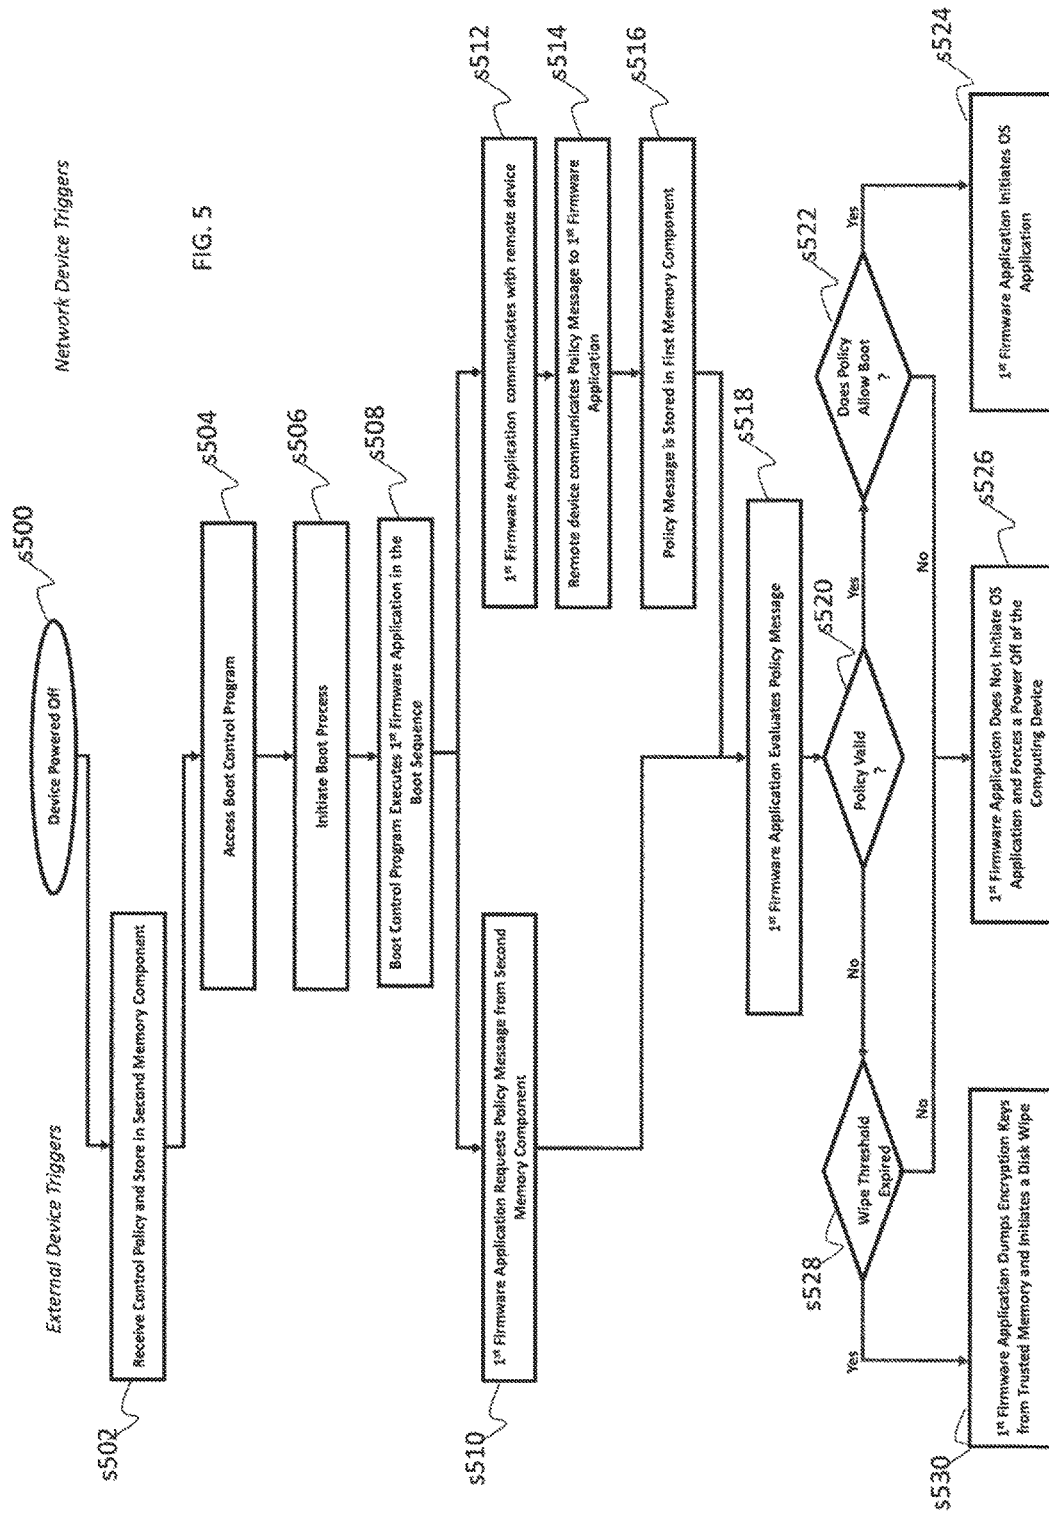 External Device Triggers
Network Device Triggers
FIG. 5
Device Powered Off
s500
Receive Control Policy and Store in Second Memory Component
s502
Access Boot Control Program
s504
Initiate Boot Process
s506
Boot Control Program Executes 1st Firmware Application in the
Boot Sequence
s508
1st Firmware Application Requests Policy Message from Second
Memory Component
s510
1st Firmware Application communicates with remote device
s512
Remote device communicates Policy Message to 1st Firmware
Application
s514
Policy Message is Stored in First Memory Component
s516
1st Firmware Application Evaluates Policy Message
s518
Policy Valid
?
s520
Yes
No
Does Policy
Allow Boot
?
s522
Yes
No
Wipe Threshold
Expired
s528
Yes
No
1st Firmware Application Dumps Encryption Keys
from Trusted Memory and Initiates a Disk Wipe
s530
1st Firmware Application Does Not Initiate OS
Application and Forces a Power Off of the
Computing Device
s526
1st Firmware Application Initiates OS
Application
s524